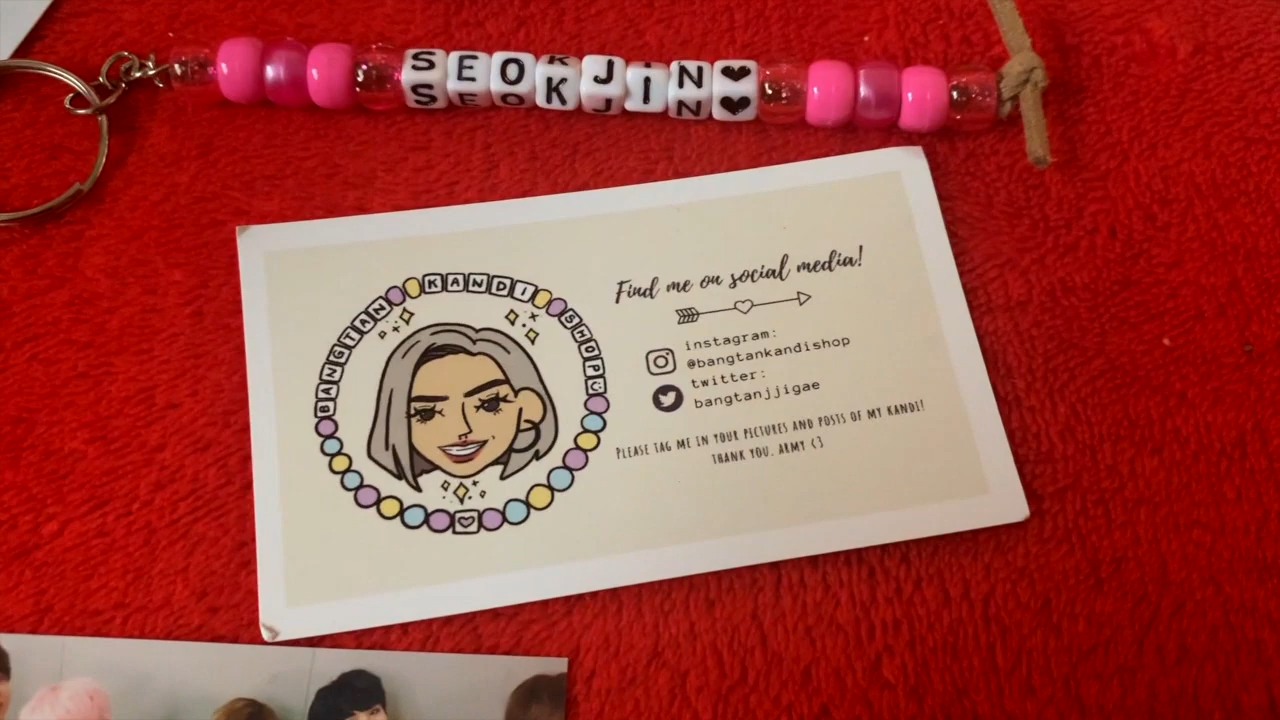 SEOKJIN♥
SEOKJIN♥
BANGTAN KANDI SHOP
Find me on social media!
instagram:
@bangtankandishop
twitter:
bangtanjjigae
PLEASE TAG ME IN YOUR PICTURES AND POSTS OF MY KANDI!
THANK YOU, ARMY <3